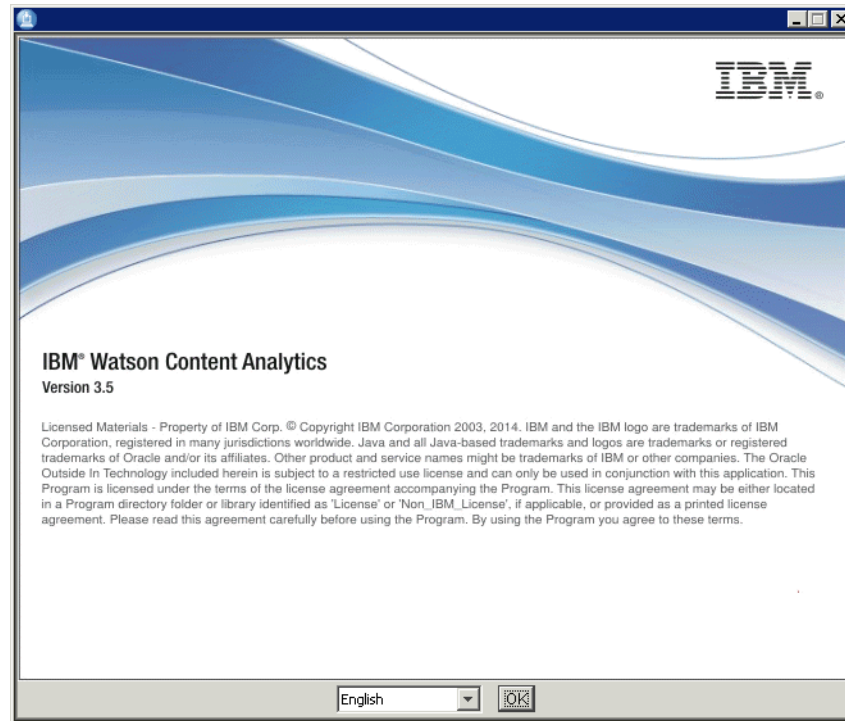 IBM®
IBM® Watson Content Analytics
Version 3.5
Licensed Materials - Property of IBM Corp. © Copyright IBM Corporation 2003, 2014. IBM and the IBM logo are trademarks of IBM
Corporation, registered in many jurisdictions worldwide. Java and all Java-based trademarks and logos are trademarks or registered
trademarks of Oracle and/or its affiliates. Other product and service names might be trademarks of IBM or other companies. The Oracle
Outside In Technology included herein is subject to a restricted use license and can only be used in conjunction with this application. This
Program is licensed under the terms of the license agreement accompanying the Program. This license agreement may be either located
in a Program directory folder or library identified as 'License' or 'Non_IBM_License', if applicable, or provided as a printed license
agreement. Please read this agreement carefully before using the Program. By using the Program you agree to these terms.
English OK